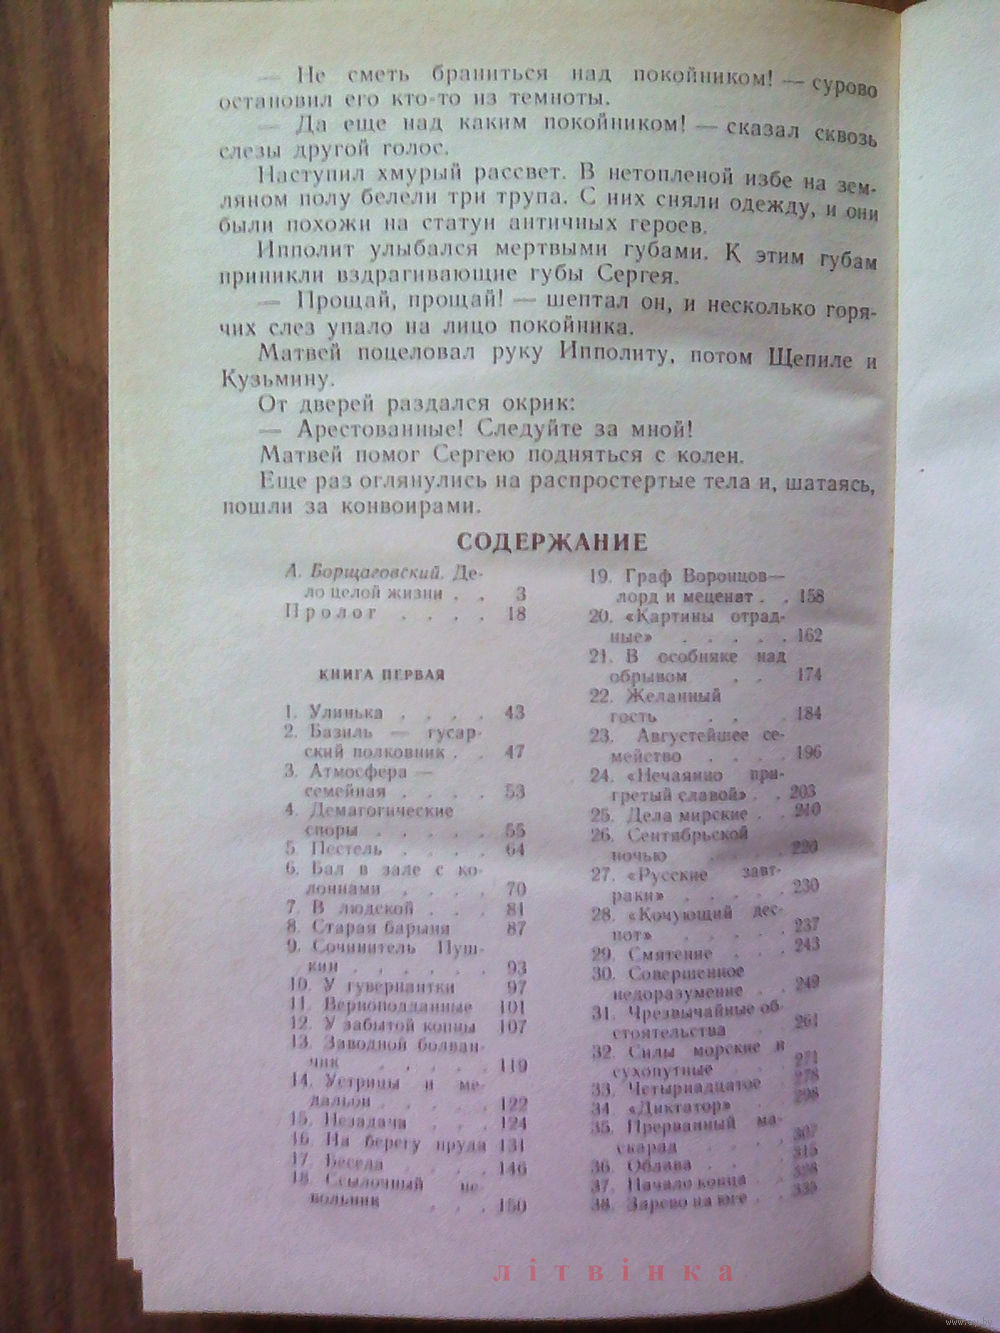 — Не сметь браниться над покойником! — сурово
остановил его кто-то из темноты.
— Да еще над каким покойником! — сказал сквозь
слезы другой голос.
Наступил хмурый рассвет. В нетопленой избе на зем-
ляном полу белели три трупа. С них сняли одежду, и они
были похожи на статуи античных героев.
Ипполит улыбался мертвыми губами. К этим губам
приникли вздрагивающие губы Сергея.
— Прощай, прощай! — шептал он, и несколько горя-
чих слез упало на лицо покойника.
Матвей поцеловал руку Ипполиту, потом Щепиле и
Кузьмину.
От дверей раздался окрик:
— Арестованные! Следуйте за мной!
Матвей помог Сергею подняться с колен.
Еще раз оглянулись на распростертые тела и, шатаясь,
пошли за конвоирами.
СОДЕРЖАНИЕ
А. Борщаговский. Де-
ло целой жизни . . 3
Пролог . . . . 18
КНИГА ПЕРВАЯ
1. Улинька . . . . 43
2. Базиль — гусар-
ский полковник . . 47
3. Атмосфера —
семейная . . . . 53
4. Демагогические
споры . . . . . 55
5. Пестель . . . . 64
6. Бал в зале с ко-
лоннами . . . . 70
7. В людской . . . 81
8. Старая барыня 87
9. Сочинитель Пуш-
кин . . . . . . 93
10. У гувернантки 97
11. Верноподданные 101
12. У забытой копны 107
13. Заводной болван-
чик . . . . . 119
14. Устрицы и ме-
дальон . . . . . 122
15. Незадача . . . 124
16. На берегу пруда 131
17. Беседа . . . . 146
18. Ссылочный не-
вольник . . . 150
19. Граф Воронцов—
лорд и меценат . . 158
20. «Картины отрад-
ные» . . . . . 162
21. В особняке над
обрывом . . 174
22. Желанный
гость . . . 184
23. Августейшее се-
мейство . . . . 196
24. «Нечаянно при-
гретый славой» . . 203
25. Дела мирские . . 210
26. Сентябрьской
ночью . . . . 220
27. «Русские завт-
раки» . . . . . 230
28. «Кочующий дес-
пот» . . . . . 237
29. Смятение . . . 243
30. Совершенное
недоразумение . . 249
31. Чрезвычайные об-
стоятельства . . 261
32. Силы морские и
сухопутные . . . 271
33. Четырнадцатое 278
34. «Диктатор» . . 298
35. Прерванный ма-
скарад . . . 307
36. Облава . . . 315
37. Начало конца . . 328
38. Зарево на юге . . 335
літвінка